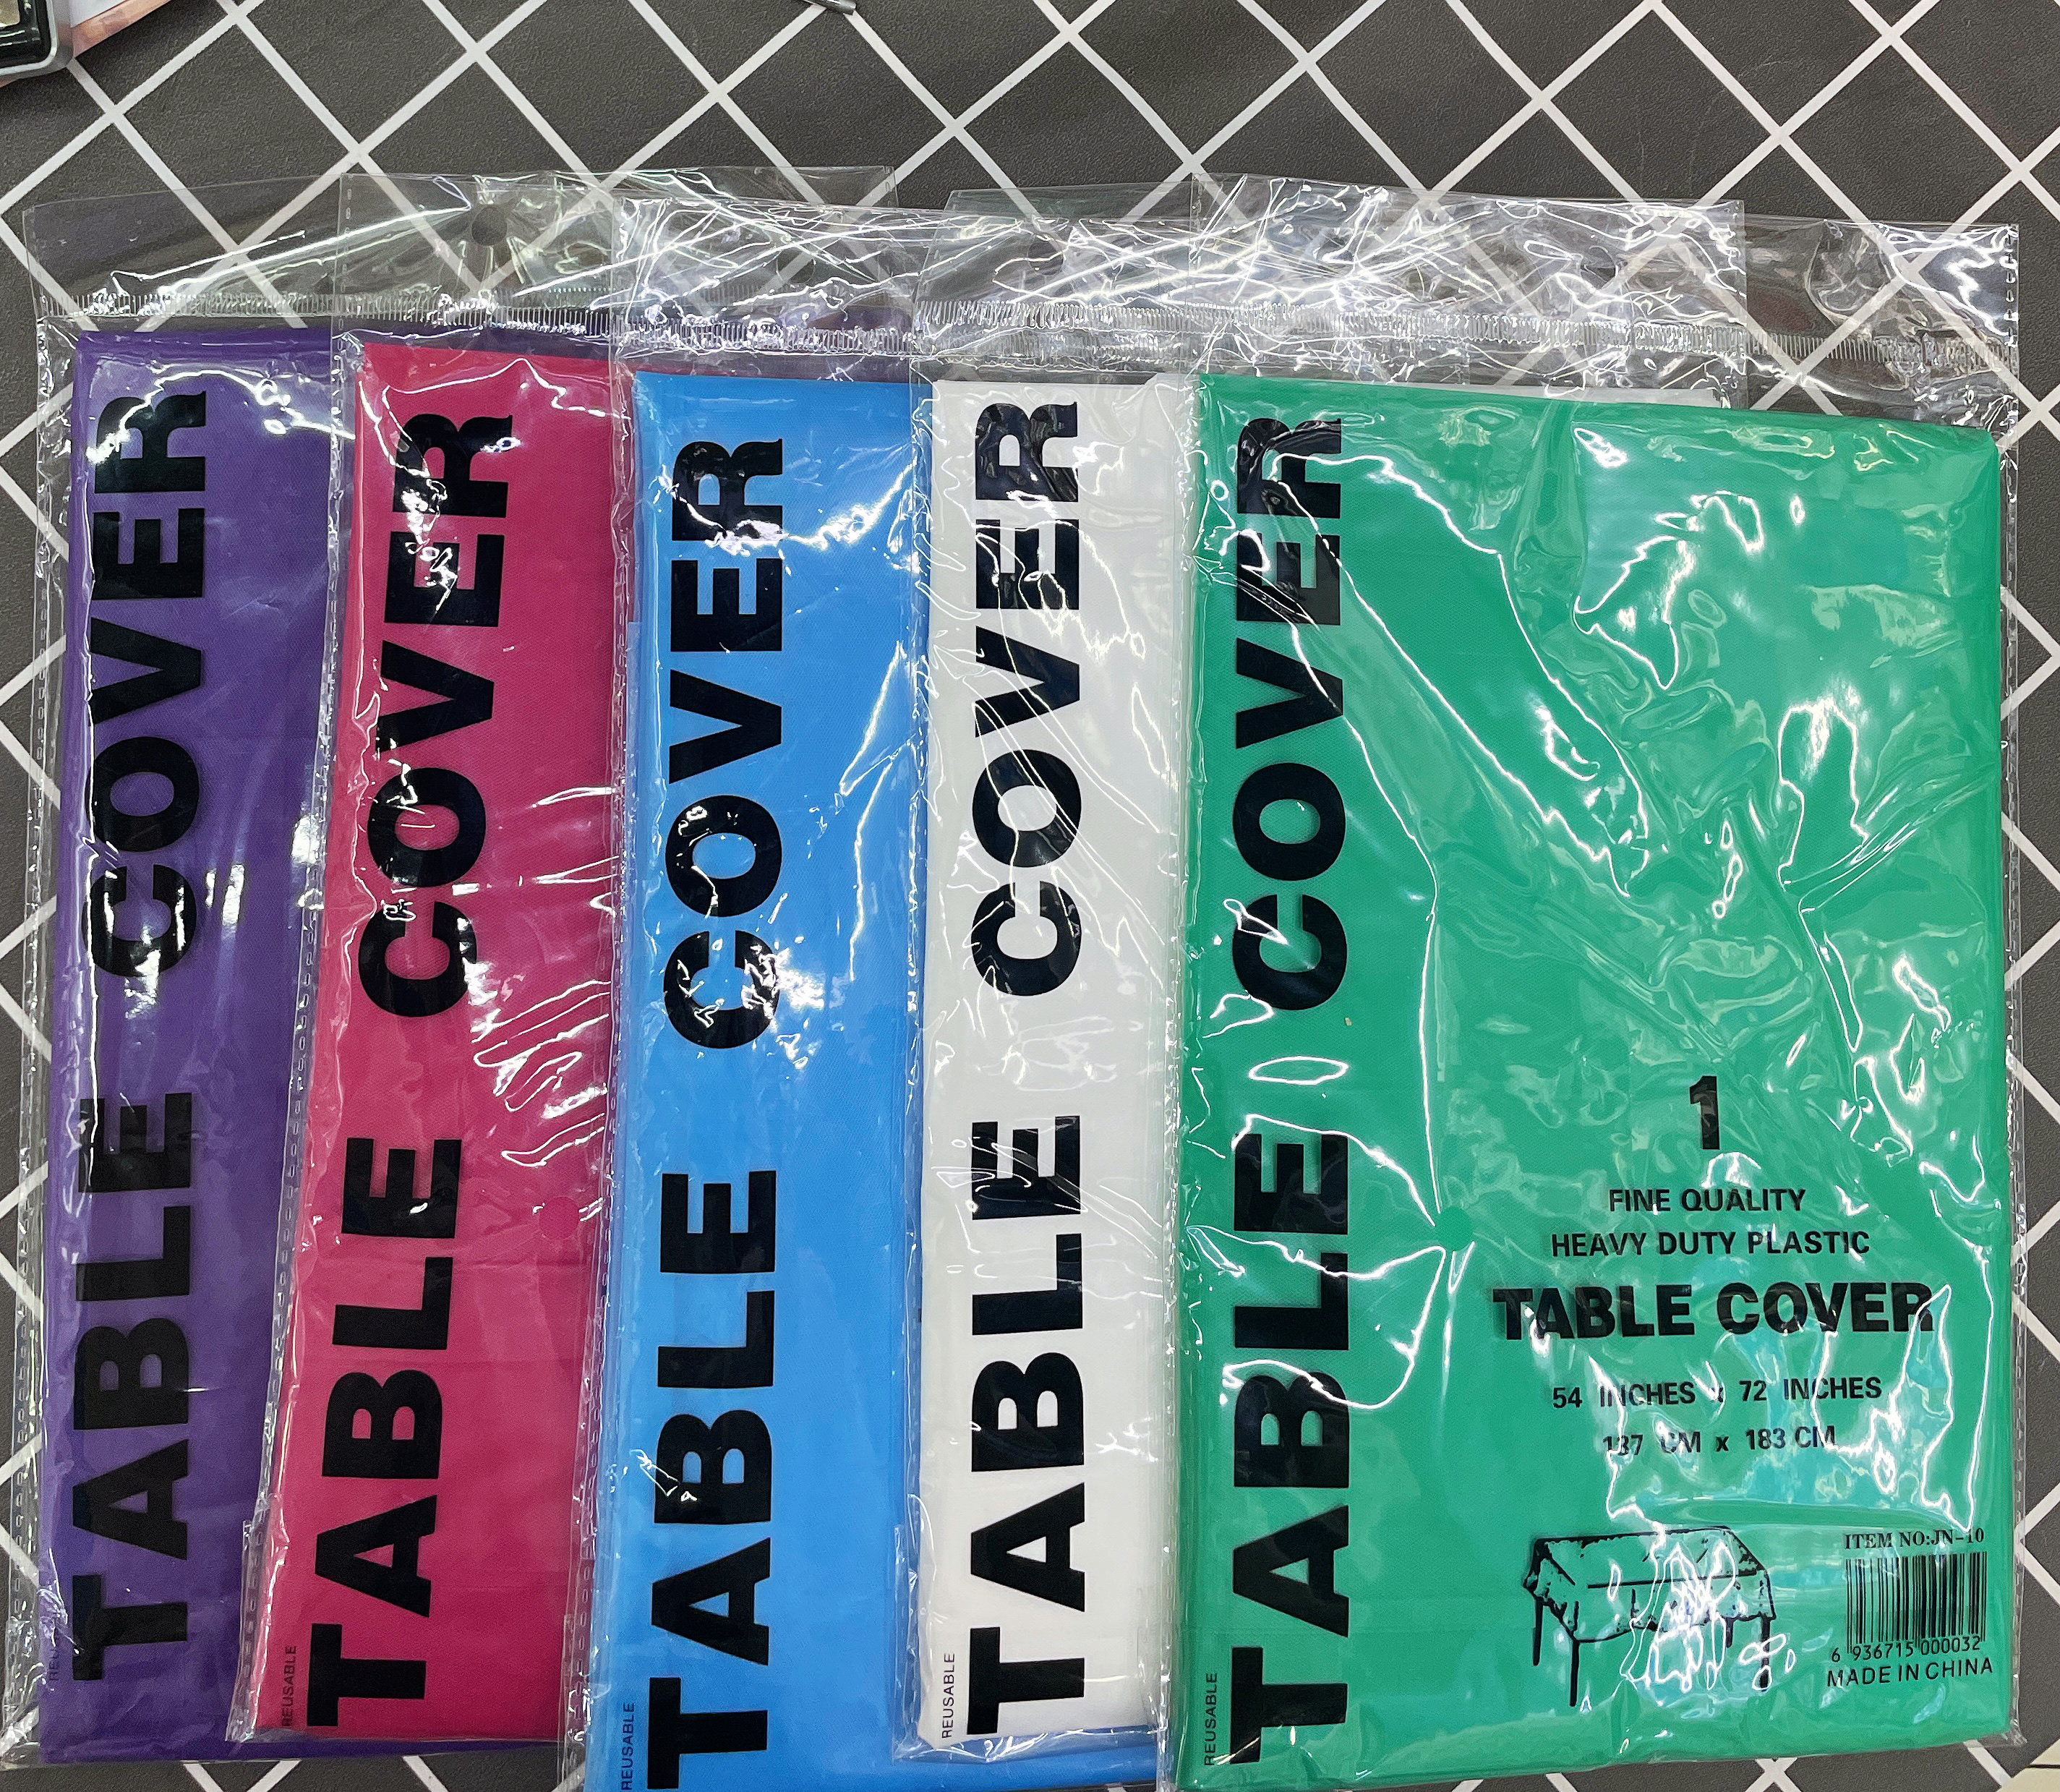 TABLE COVER
REUSABLE
TABLE COVER
REUSABLE
TABLE COVER
REUSABLE
TABLE COVER
REUSABLE
TABLE COVER
1
FINE QUALITY
HEAVY DUTY PLASTIC
TABLE COVER
54 INCHES x 72 INCHES
137 CM x 183 CM
ITEM NO:JN-10
6 936715 000032
MADE IN CHINA